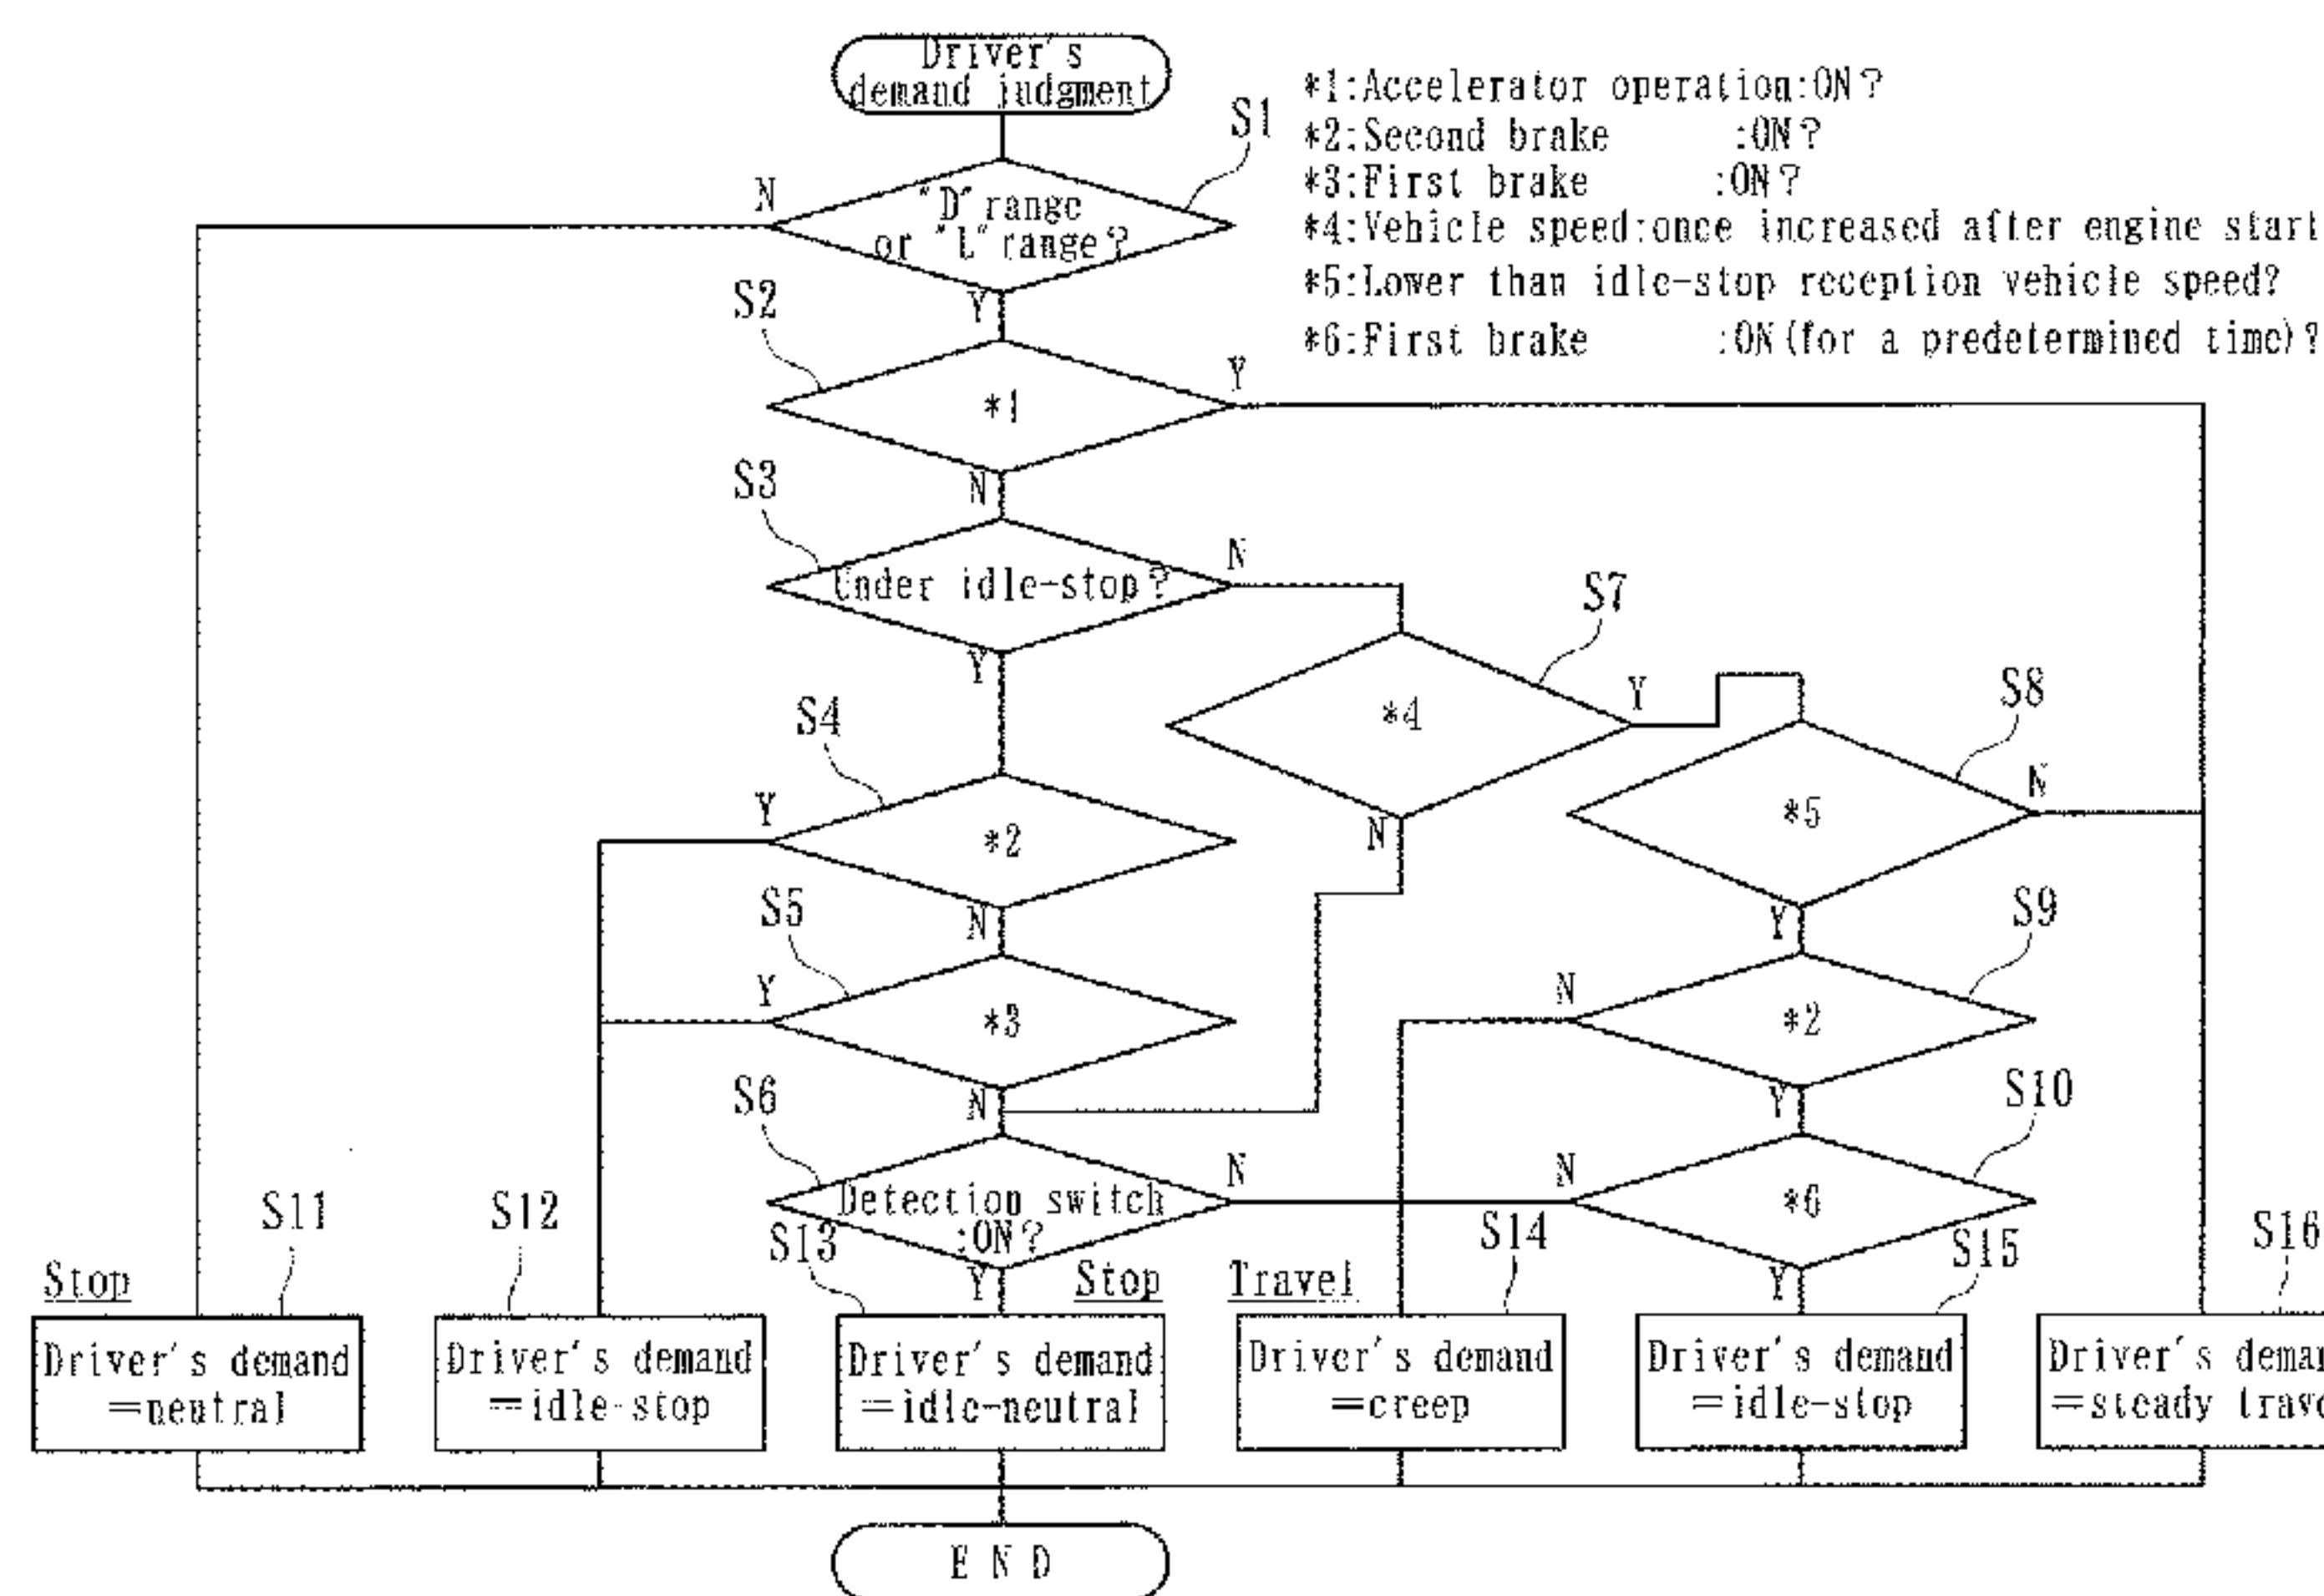 Driver's
demand judgment
*1:Accelerator operation:ON?
*2:Second brake :ON?
*3:First brake :ON?
*4:Vehicle speed:once increased after engine start
*5:Lower than idle-stop reception vehicle speed?
*6:First brake :ON(for a predetermined time)?
S1
N
"D" range
or "L" range?
Y
S2
*1
Y
N
S3
Under idle-stop?
N
Y
S7
*4
Y
N
S8
*5
N
Y
S4
Y
*2
N
S5
Y
*3
N
S9
N
*2
Y
S6
Detection switch
:ON?
N
Y
S10
N
*6
Y
Stop
S11
S12
S13
Stop
Travel
S14
S15
S16
Driver's demand
=neutral
Driver's demand
=idle-stop
Driver's demand
=idle-neutral
Driver's demand
=creep
Driver's demand
=idle-stop
Driver's deman
=steady trave
END